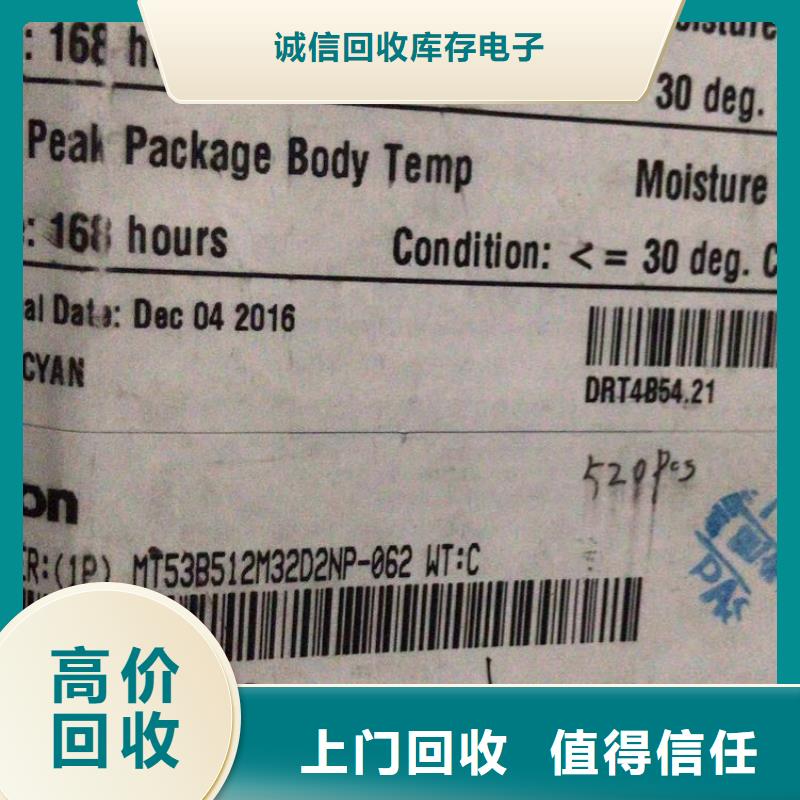 诚信回收库存电子
: 168 h
30 deg.
Peak Package Body Temp
Moisture
: 168 hours
Condition: <= 30 deg. C
al Date: Dec 04 2016
CYAN
DRT4B54.21
520pcs
on
ER:(1P) MT53B512M32D2NP-062 WT:C
PAS
高价
回收
上门回收 值得信任